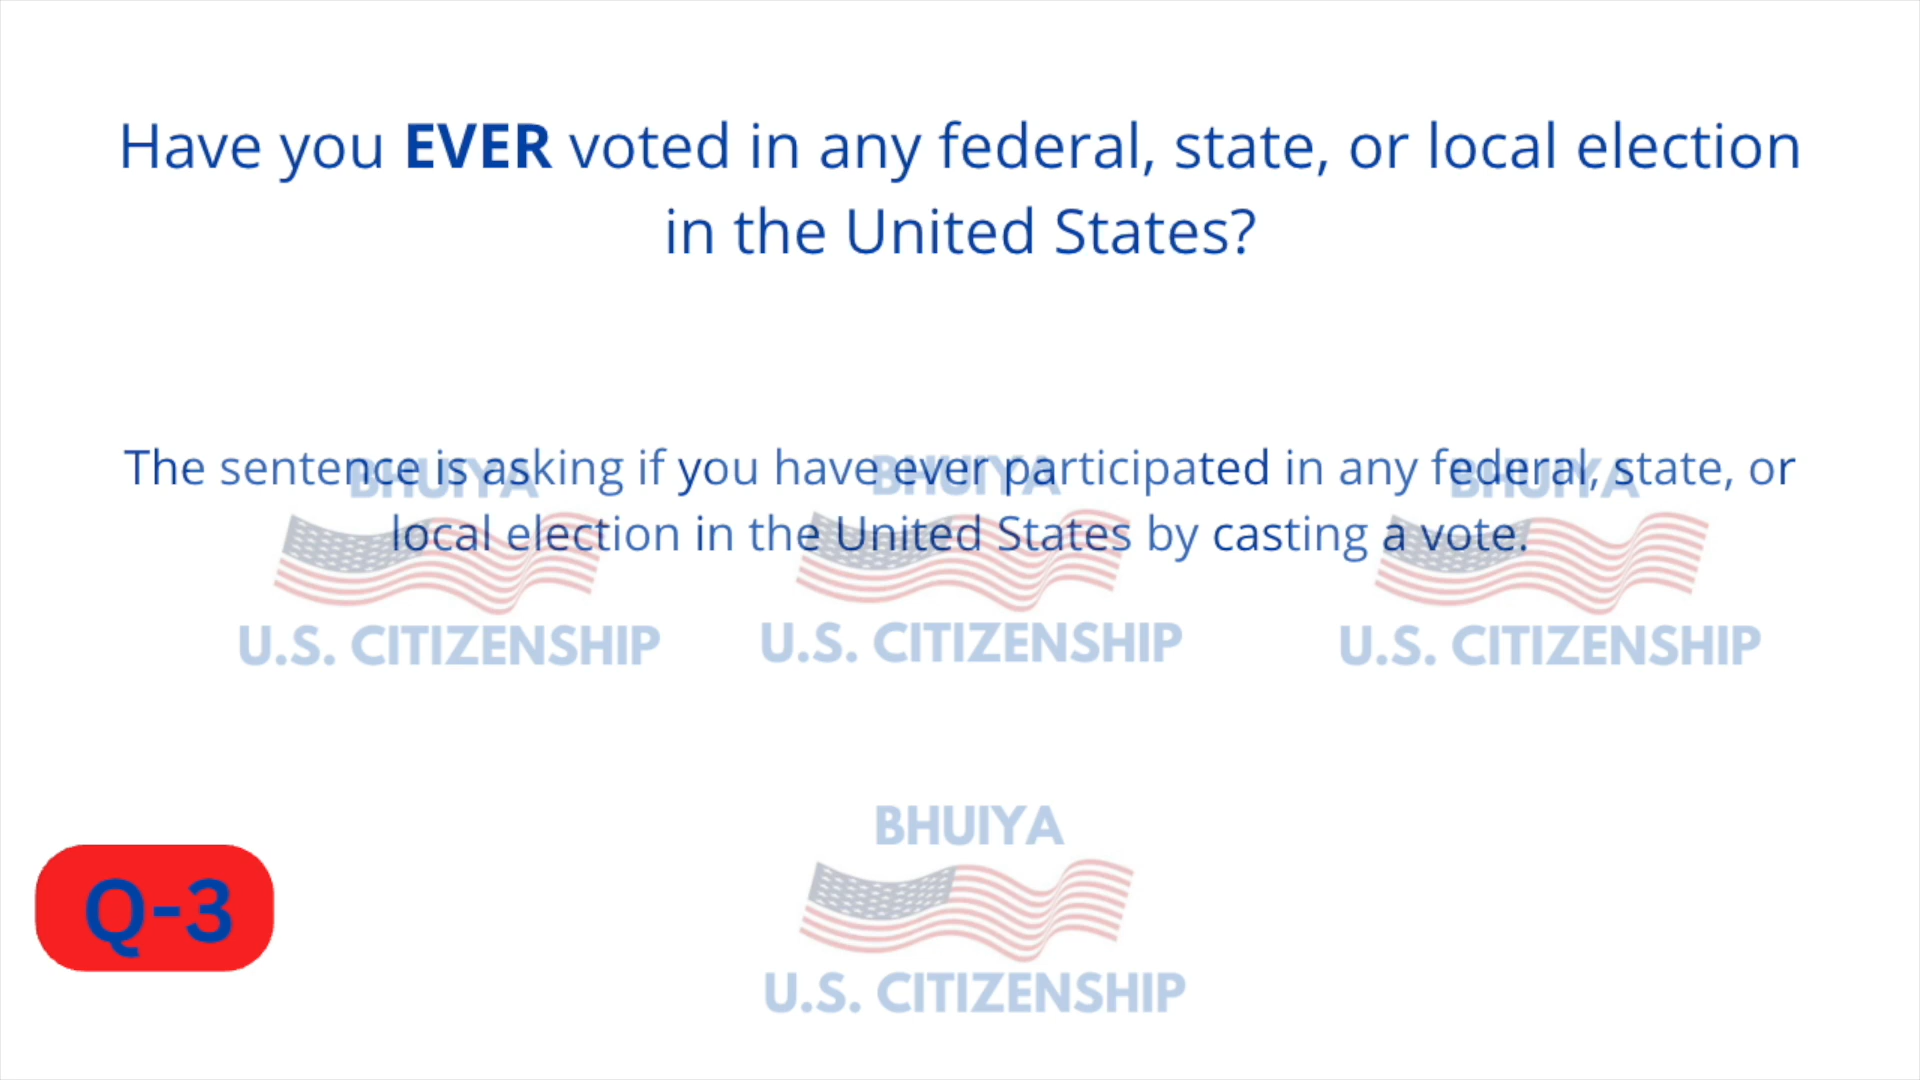 Have you EVER voted in any federal, state, or local election
in the United States?
The sentence is asking if you have ever participated in any federal, state, or
local election in the United States by casting a vote.
BHUIYA
U.S. CITIZENSHIP
BHUIYA
U.S. CITIZENSHIP
BHUIYA
U.S. CITIZENSHIP
Q-3
BHUIYA
U.S. CITIZENSHIP